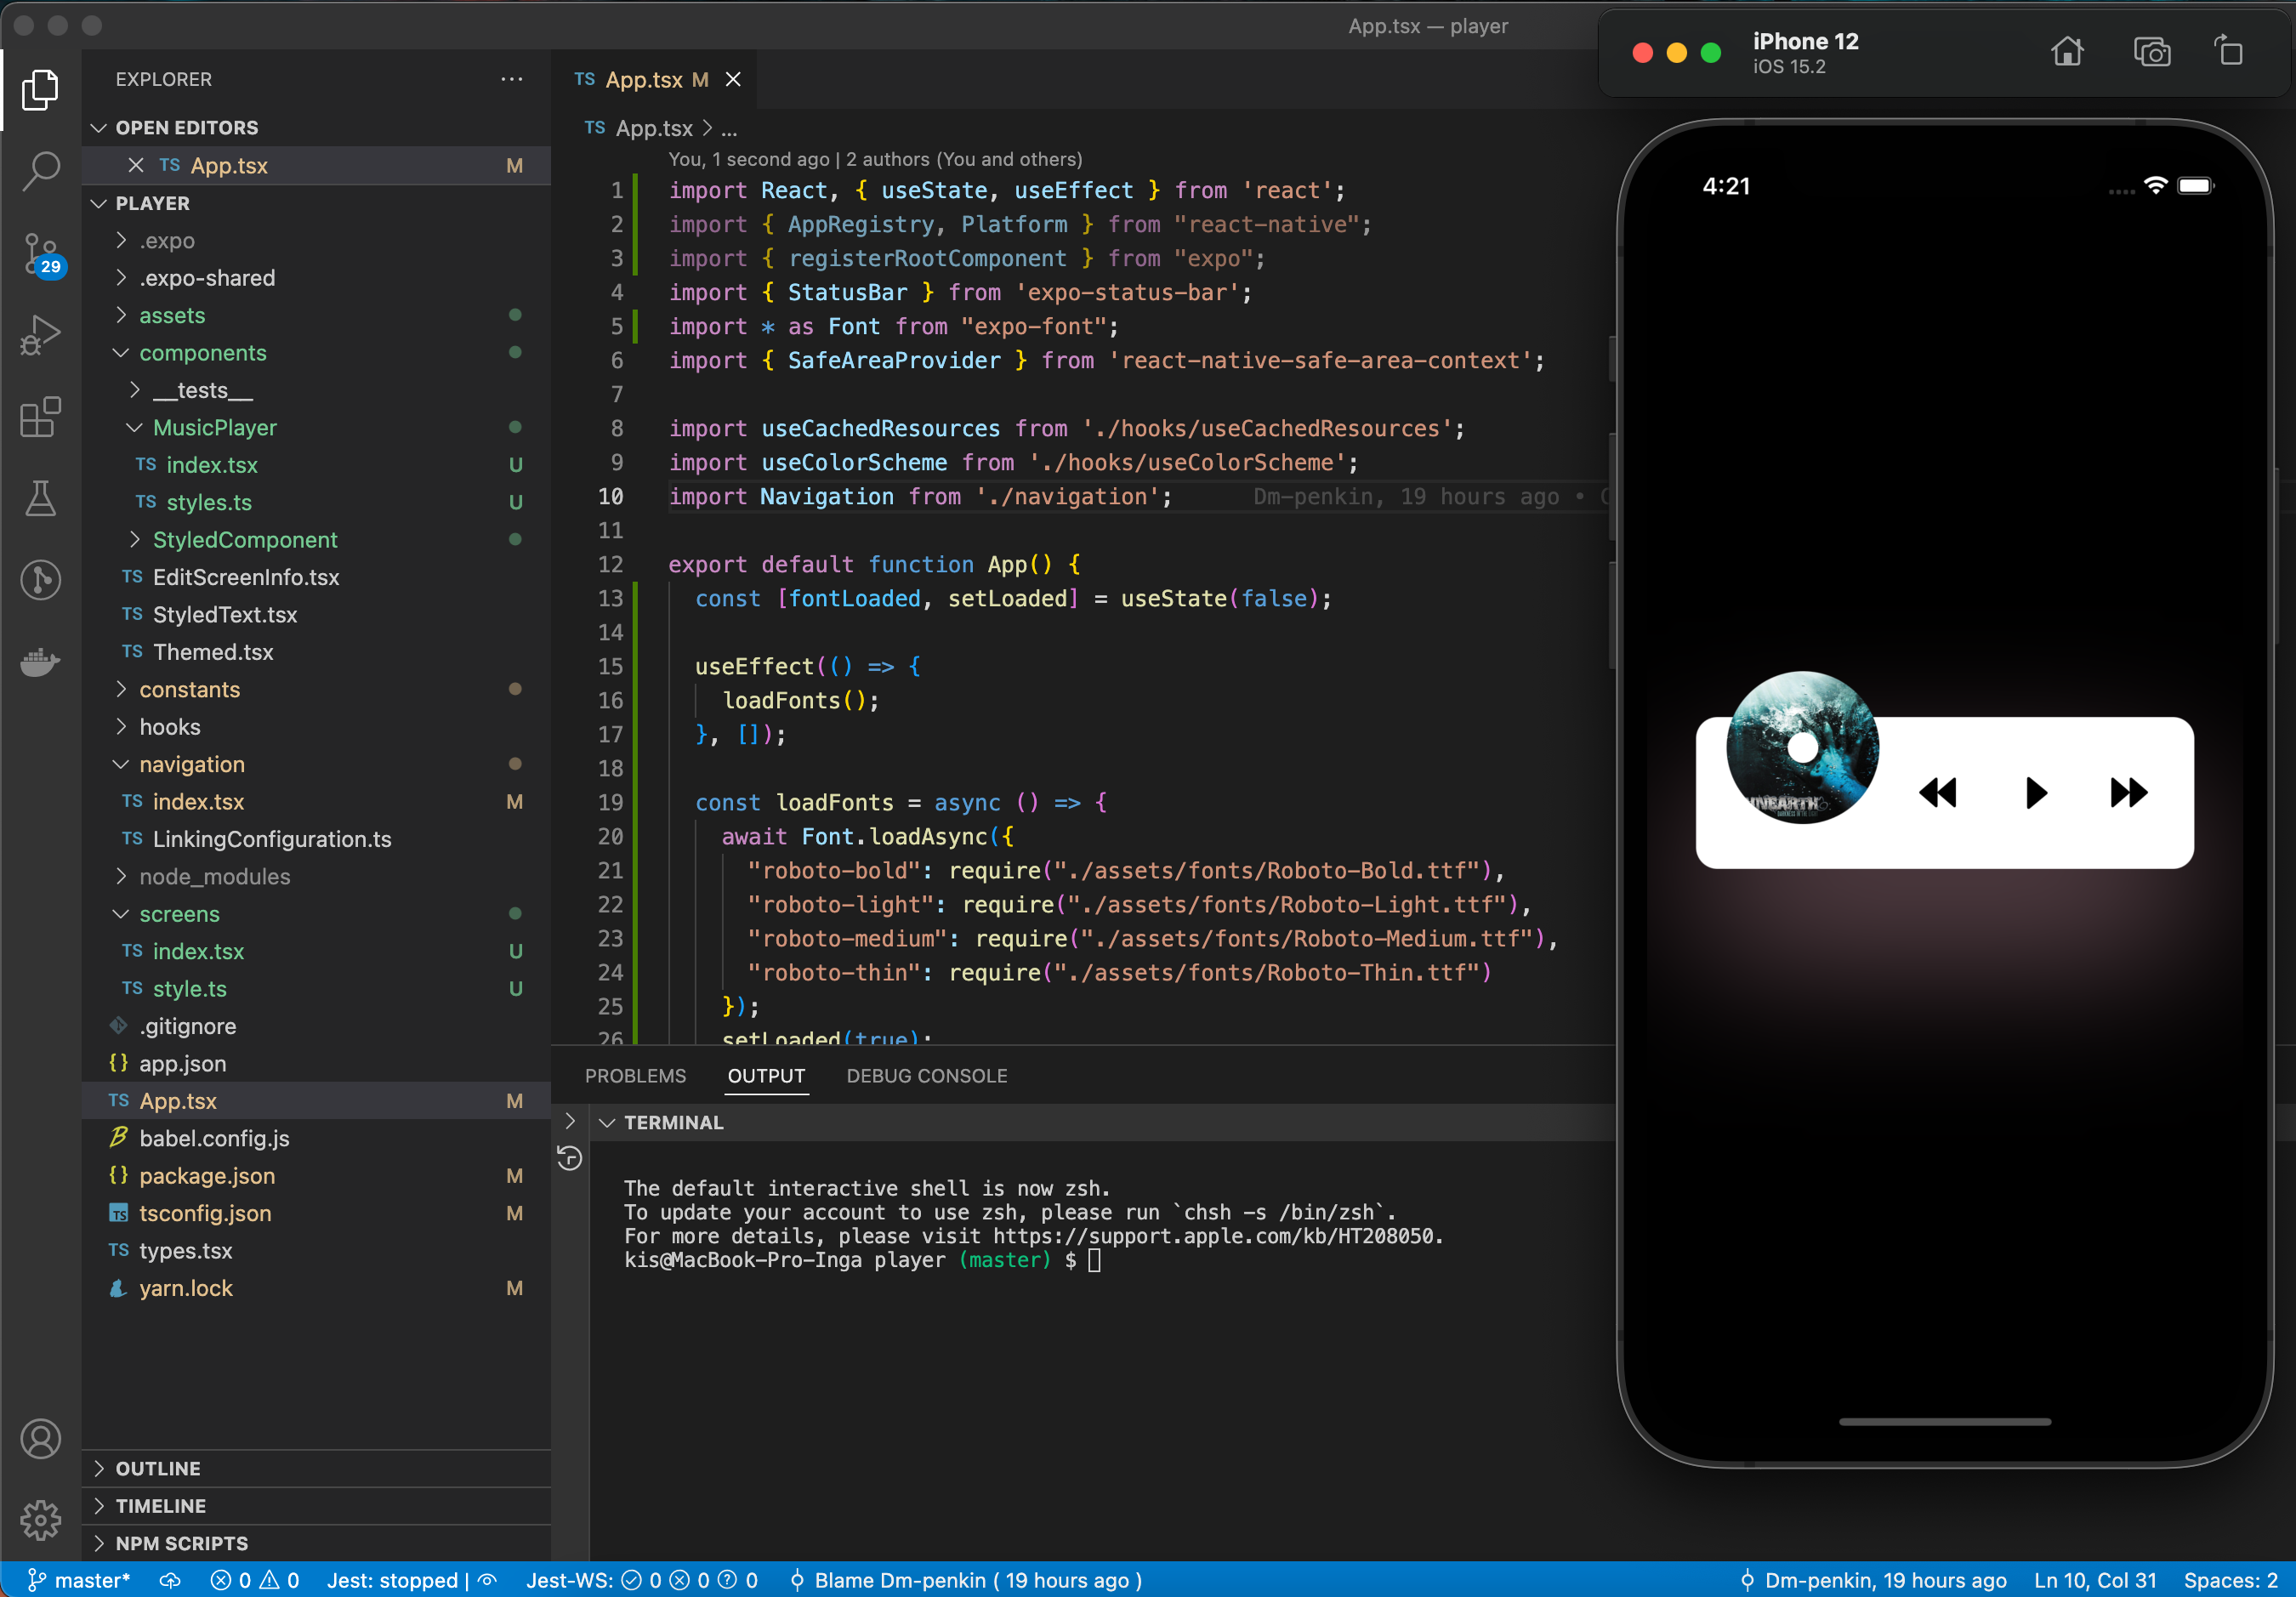 App.tsx — player
iPhone 12
iOS 15.2
4:21
EXPLORER
OPEN EDITORS
TS App.tsx M
PLAYER
.expo
.expo-shared
assets
components
__tests__
MusicPlayer
TS index.tsx U
TS styles.ts U
StyledComponent
TS EditScreenInfo.tsx
TS StyledText.tsx
TS Themed.tsx
constants
hooks
navigation
TS index.tsx M
TS LinkingConfiguration.ts
node_modules
screens
TS index.tsx U
TS style.ts U
.gitignore
{} app.json
TS App.tsx M
babel.config.js
{} package.json M
TS tsconfig.json M
TS types.tsx
yarn.lock M
OUTLINE
TIMELINE
NPM SCRIPTS
29
TS App.tsx M
TS App.tsx > ...
You, 1 second ago | 2 authors (You and others)
1 import React, { useState, useEffect } from 'react';
2 import { AppRegistry, Platform } from "react-native";
3 import { registerRootComponent } from "expo";
4 import { StatusBar } from 'expo-status-bar';
5 import * as Font from "expo-font";
6 import { SafeAreaProvider } from 'react-native-safe-area-context';
7
8 import useCachedResources from './hooks/useCachedResources';
9 import useColorScheme from './hooks/useColorScheme';
10 import Navigation from './navigation'; Dm-penkin, 19 hours ago •
11
12 export default function App() {
13 const [fontLoaded, setLoaded] = useState(false);
14
15 useEffect(() => {
16 loadFonts();
17 }, []);
18
19 const loadFonts = async () => {
20 await Font.loadAsync({
21 "roboto-bold": require("./assets/fonts/Roboto-Bold.ttf"),
22 "roboto-light": require("./assets/fonts/Roboto-Light.ttf"),
23 "roboto-medium": require("./assets/fonts/Roboto-Medium.ttf"),
24 "roboto-thin": require("./assets/fonts/Roboto-Thin.ttf")
25 });
26 setLoaded(true);
PROBLEMS OUTPUT DEBUG CONSOLE
TERMINAL
The default interactive shell is now zsh.
To update your account to use zsh, please run `chsh -s /bin/zsh`.
For more details, please visit https://support.apple.com/kb/HT208050.
kis@MacBook-Pro-Inga player (master) $
master* 0 0 Jest: stopped | Jest-WS: 0 0 0 Blame Dm-penkin ( 19 hours ago ) Dm-penkin, 19 hours ago Ln 10, Col 31 Spaces: 2